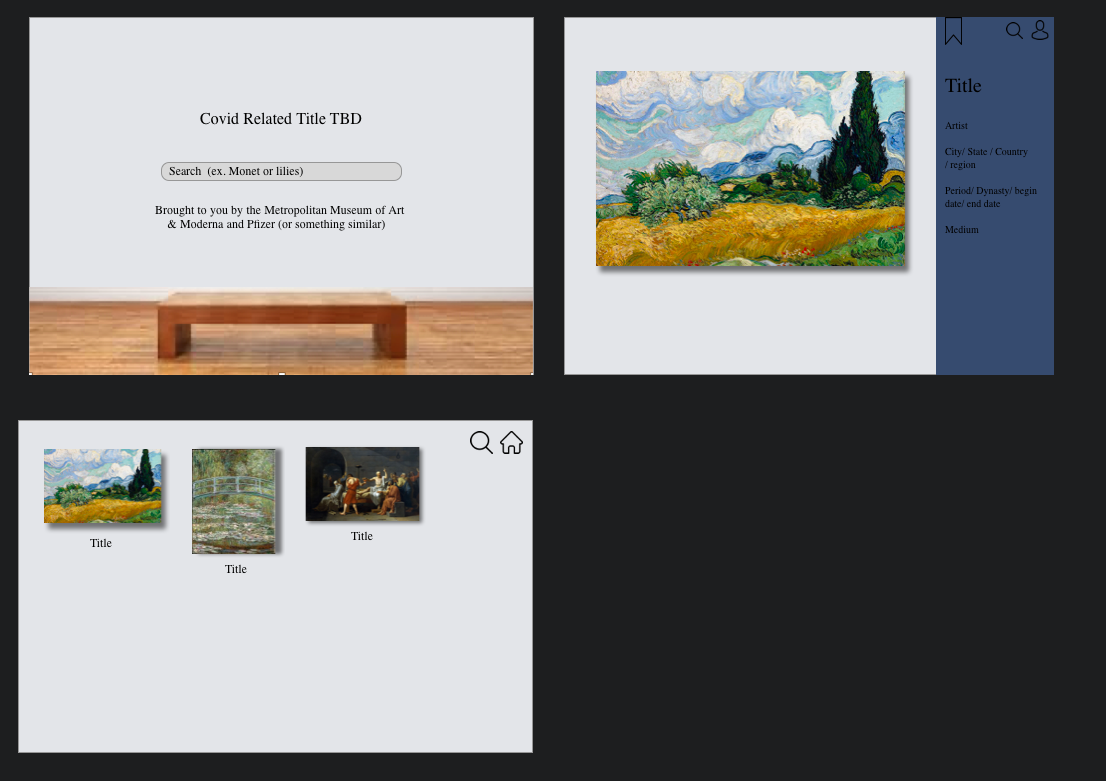 Covid Related Title TBD
Search  (ex. Monet or lilies)
Brought to you by the Metropolitan Museum of Art
& Moderna and Pfizer (or something similar)
Title
Artist
City/ State / Country
/ region
Period/ Dynasty/ begin
date/ end date
Medium
Title
Title
Title